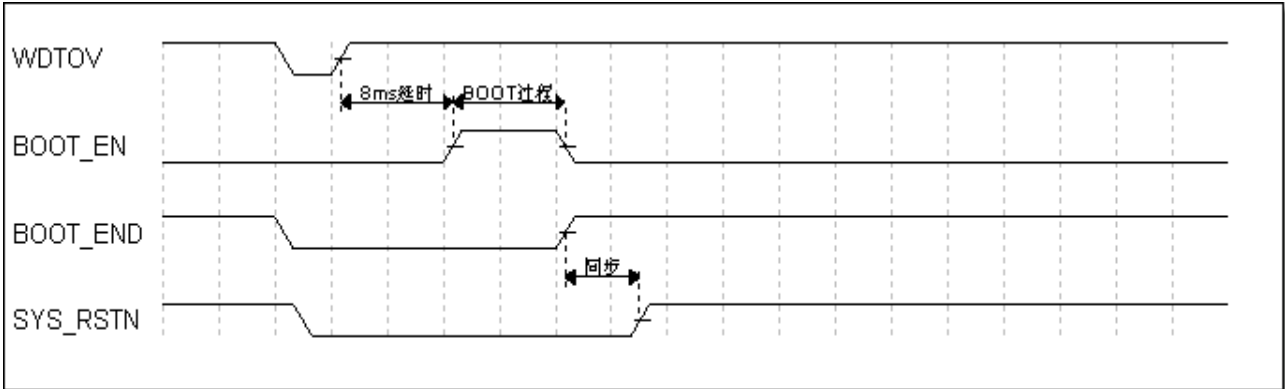 WDTOV
8ms延时
BOOT过程
BOOT_EN
BOOT_END
同步
SYS_RSTN